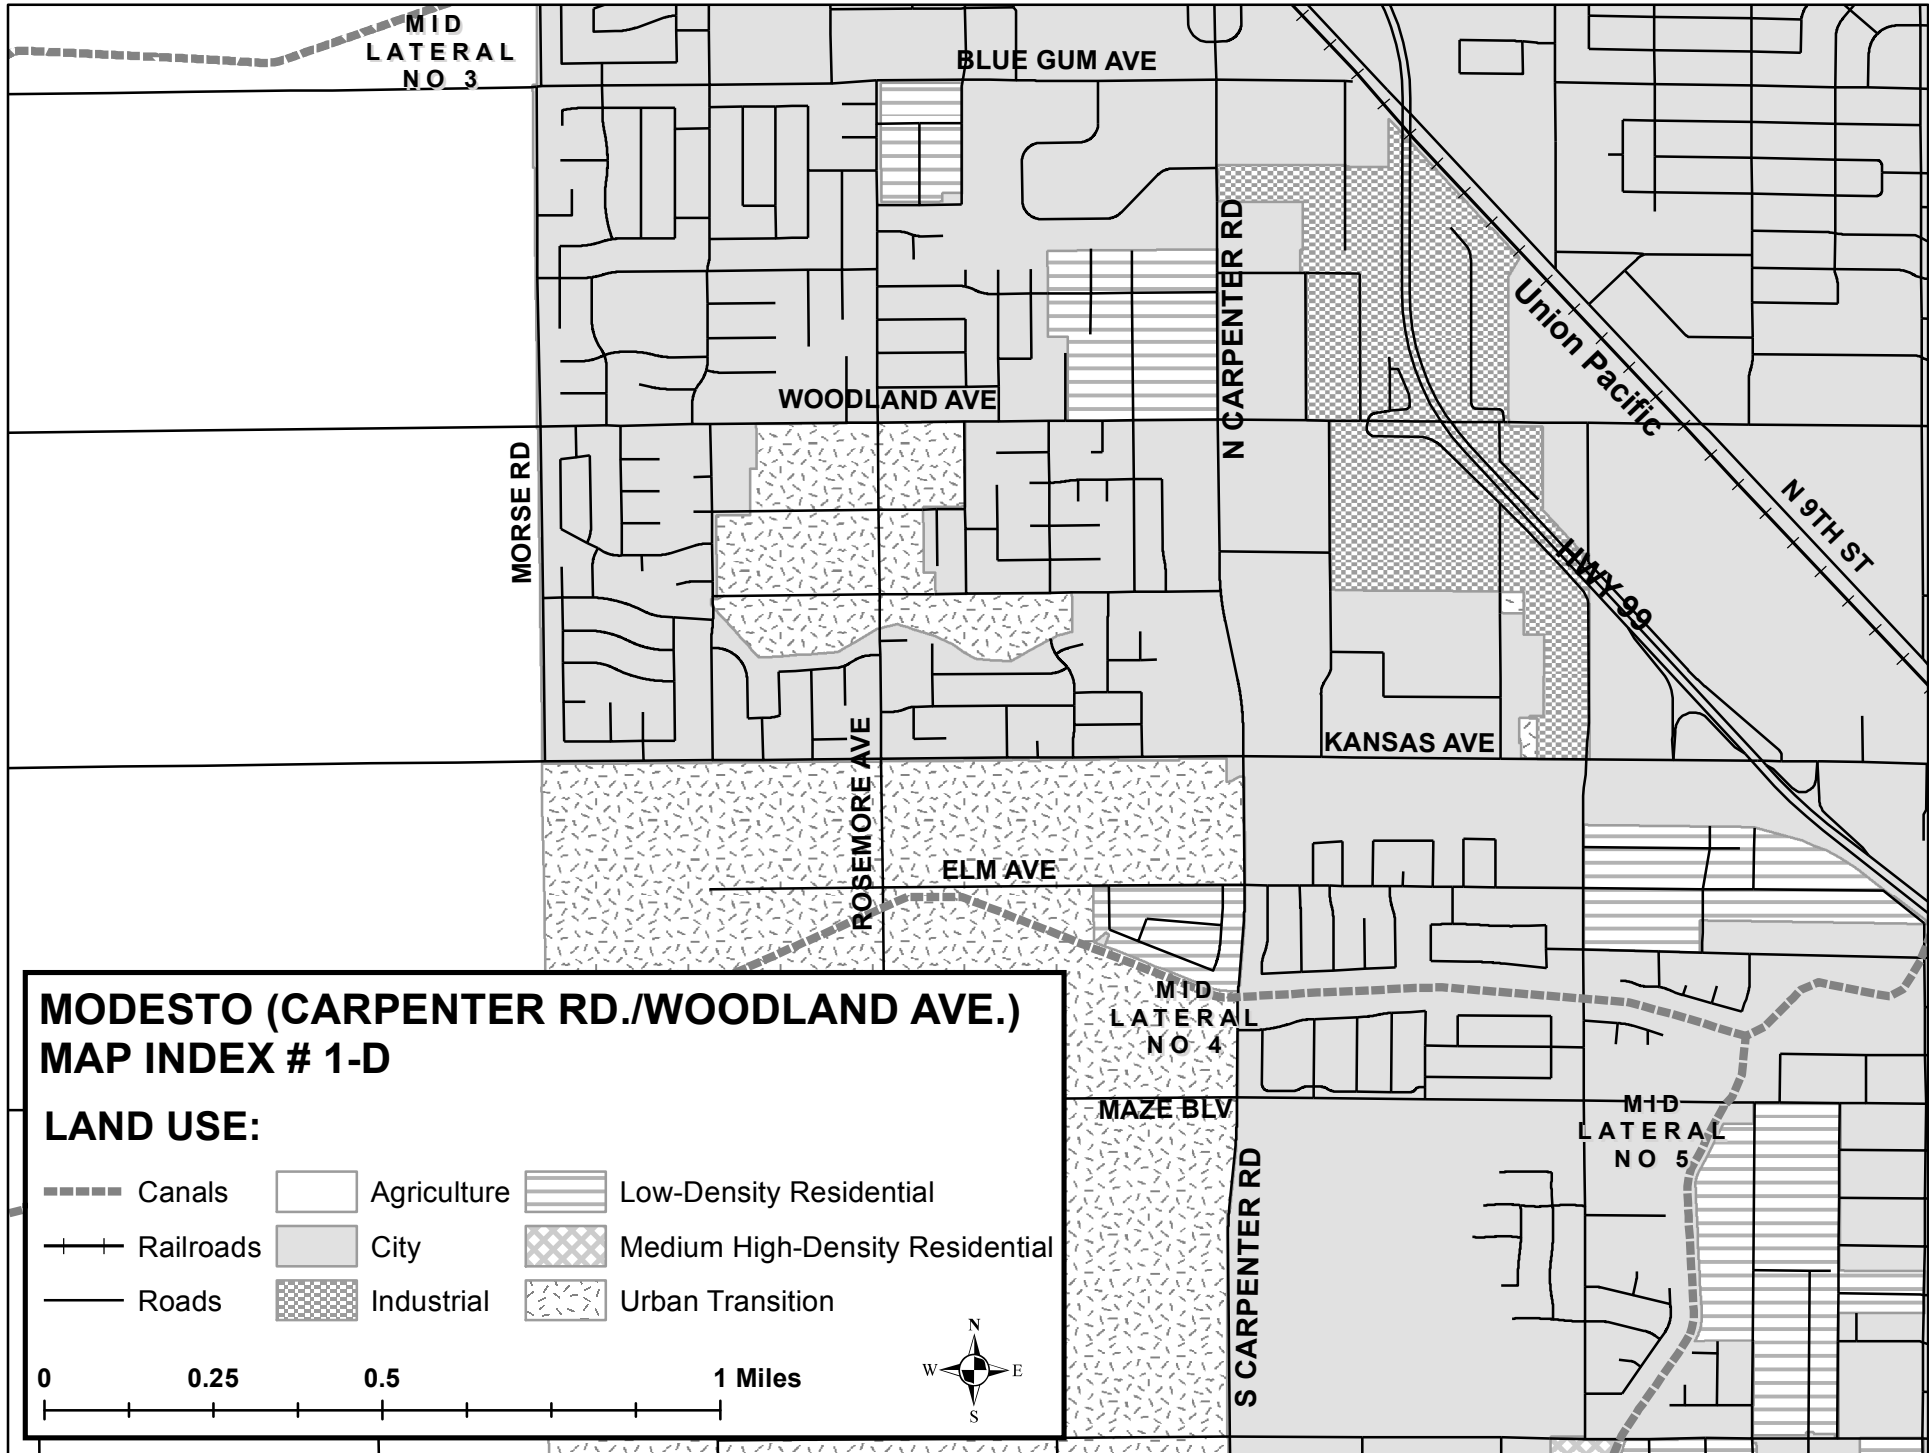 MID
LATERAL
NO 3
BLUE GUM AVE
N CARPENTER RD
Union Pacific
WOODLAND AVE
MORSE RD
N 9TH ST
HWY 99
ROSEMORE AVE
KANSAS AVE
ELM AVE
MID
LATERAL
NO 4
MAZE BLV
MID
LATERAL
NO 5
S CARPENTER RD
MODESTO (CARPENTER RD./WOODLAND AVE.)
MAP INDEX # 1-D
LAND USE:
Canals Agriculture Low-Density Residential
Railroads City Medium High-Density Residential
Roads Industrial Urban Transition
0 0.25 0.5 1 Miles
N
W E
S